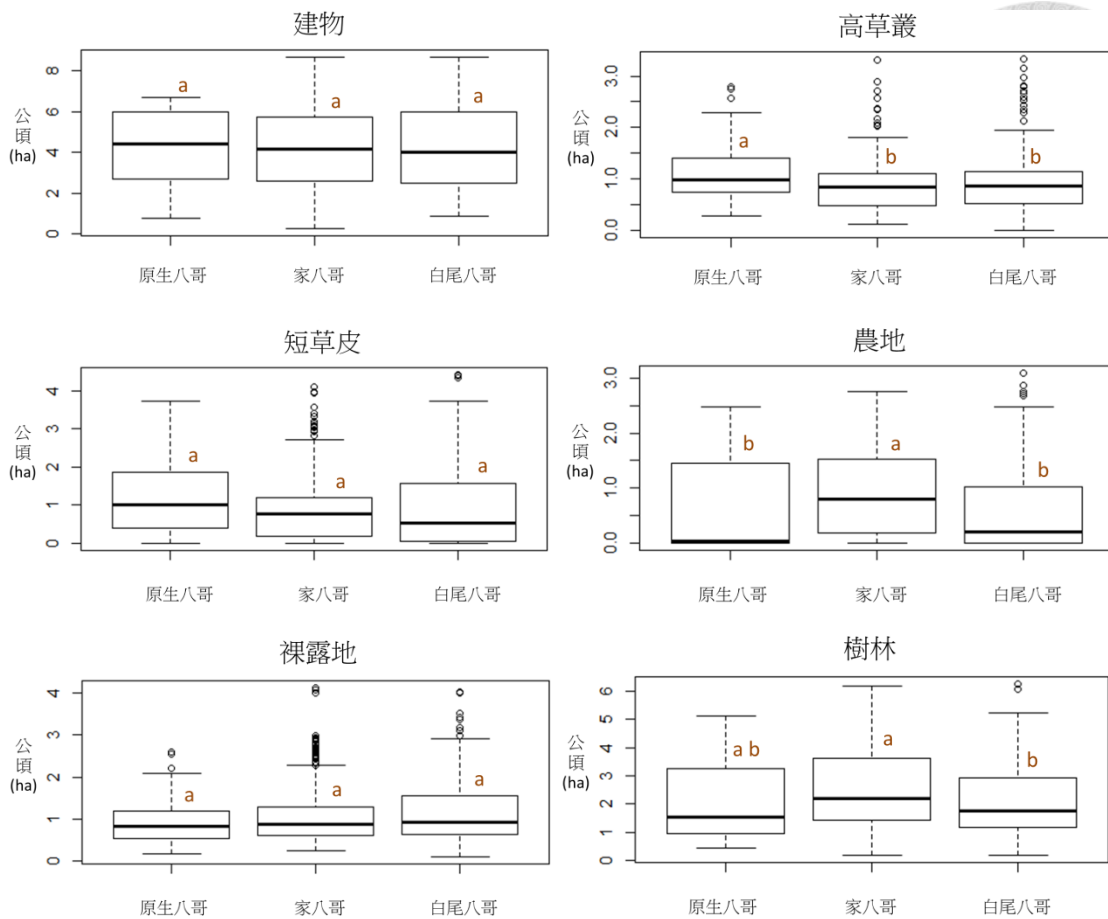 建物
8
6
4
2
0
公
頃
(ha)
a
a
a
原生八哥
家八哥
白尾八哥
高草叢
3.0
2.0
1.0
0.0
公
頃
(ha)
a
b
b
原生八哥
家八哥
白尾八哥
短草皮
4
3
2
1
0
公
頃
(ha)
a
a
a
原生八哥
家八哥
白尾八哥
農地
3.0
2.0
1.0
0.0
公
頃
(ha)
b
a
b
原生八哥
家八哥
白尾八哥
裸露地
4
3
2
1
0
公
頃
(ha)
a
a
a
原生八哥
家八哥
白尾八哥
樹林
6
5
4
3
2
1
0
公
頃
(ha)
a b
a
b
原生八哥
家八哥
白尾八哥